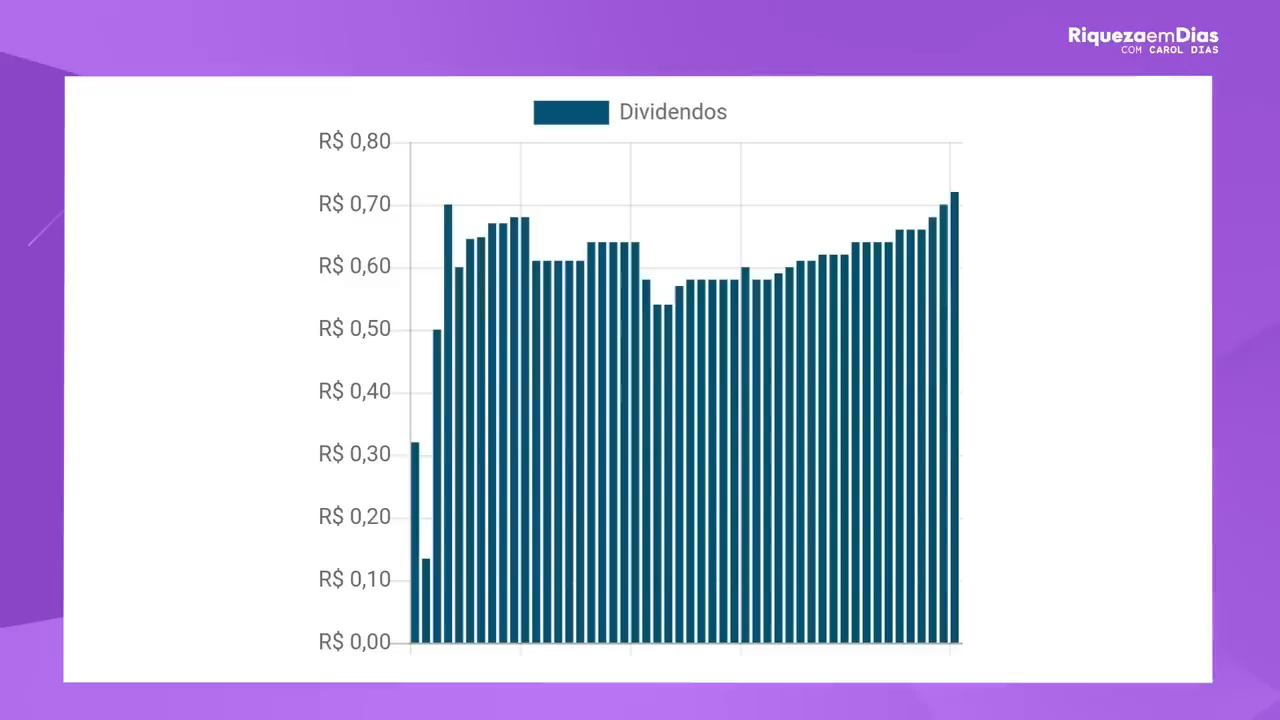 RiquezaemDias
COM CAROL DIAS
Dividendos
R$ 0,80
R$ 0,70
R$ 0,60
R$ 0,50
R$ 0,40
R$ 0,30
R$ 0,20
R$ 0,10
R$ 0,00